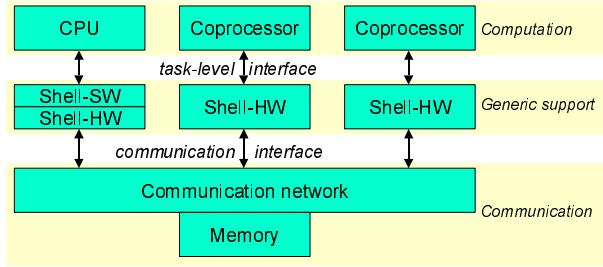 CPU
Coprocessor
Coprocessor
Computation
task-level interface
Shell-SW
Shell-HW
Shell-HW
Shell-HW
Generic support
communication interface
Communication network
Communication
Memory